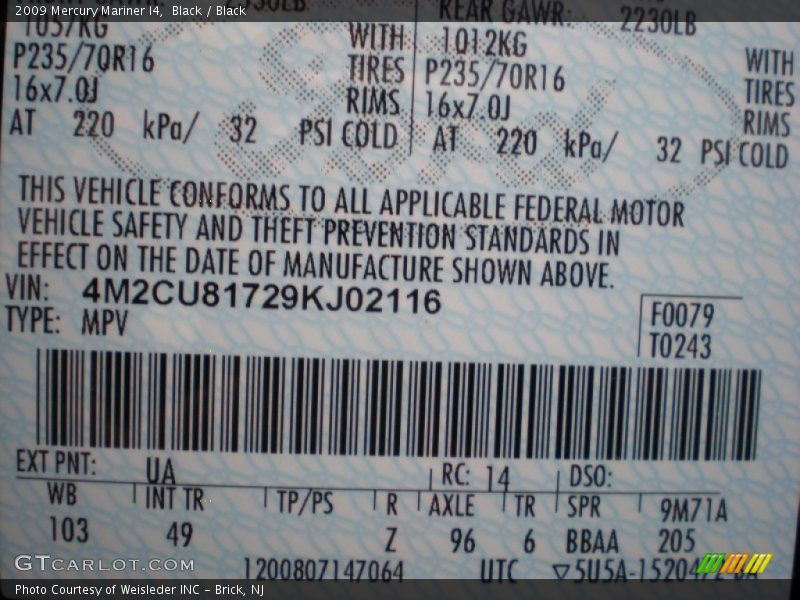 2009 Mercury Mariner I4,  Black / Black
REAR GAWR: 2230LB
1057KG WITH 1012KG WITH
P235/70R16 TIRES P235/70R16 TIRES
16x7.0J RIMS 16x7.0J RIMS
AT 220 kPa/ 32 PSI COLD AT 220 kPa/ 32 PSI COLD
THIS VEHICLE CONFORMS TO ALL APPLICABLE FEDERAL MOTOR
VEHICLE SAFETY AND THEFT PREVENTION STANDARDS IN
EFFECT ON THE DATE OF MANUFACTURE SHOWN ABOVE.
VIN: 4M2CU81729KJ02116
TYPE: MPV
F0079
T0243
EXT PNT: UA RC: 14 DSO:
WB INT TR TP/PS R AXLE TR SPR 9M71A
103 49 Z 96 6 BBAA 205
1200807147064 UTC
GTCARLOT.COM
Photo Courtesy of Weisleder INC - Brick, NJ